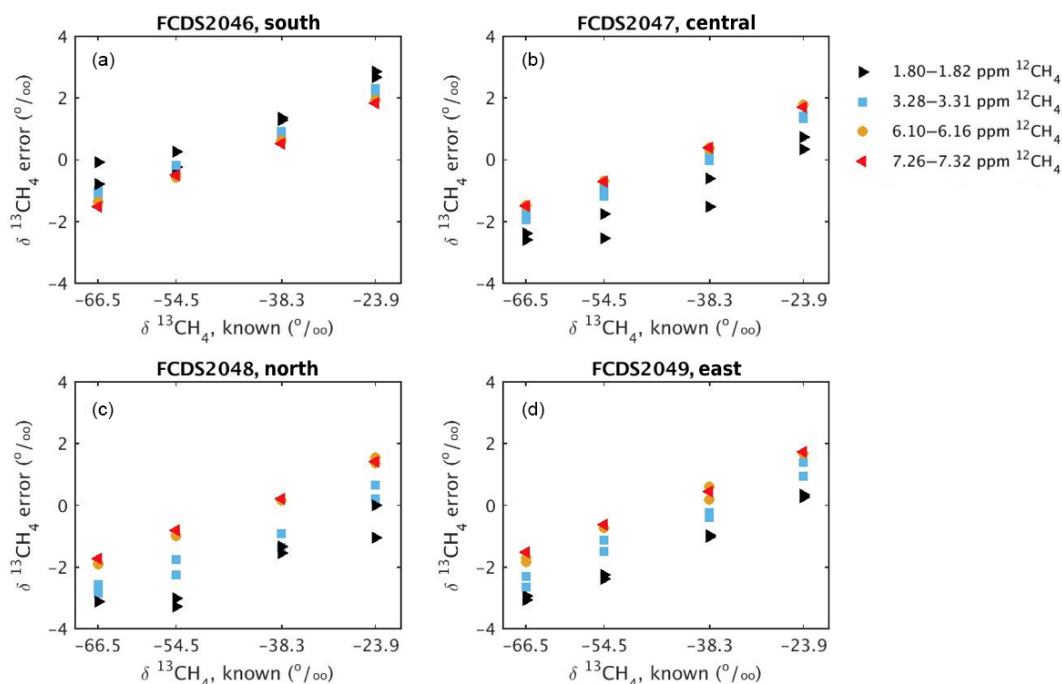 FCDS2046, south
(a)
4
2
0
−2
−4
−66.5 −54.5 −38.3 −23.9
δ ¹³CH₄ error (º/ₒₒ)
δ ¹³CH₄, known (º/ₒₒ)
FCDS2047, central
(b)
4
2
0
−2
−4
−66.5 −54.5 −38.3 −23.9
δ ¹³CH₄ error (º/ₒₒ)
δ ¹³CH₄, known (º/ₒₒ)
1.80−1.82 ppm ¹²CH₄
3.28−3.31 ppm ¹²CH₄
6.10−6.16 ppm ¹²CH₄
7.26−7.32 ppm ¹²CH₄
FCDS2048, north
(c)
4
2
0
−2
−4
−66.5 −54.5 −38.3 −23.9
δ ¹³CH₄ error (º/ₒₒ)
δ ¹³CH₄, known (º/ₒₒ)
FCDS2049, east
(d)
4
2
0
−2
−4
−66.5 −54.5 −38.3 −23.9
δ ¹³CH₄ error (º/ₒₒ)
δ ¹³CH₄, known (º/ₒₒ)